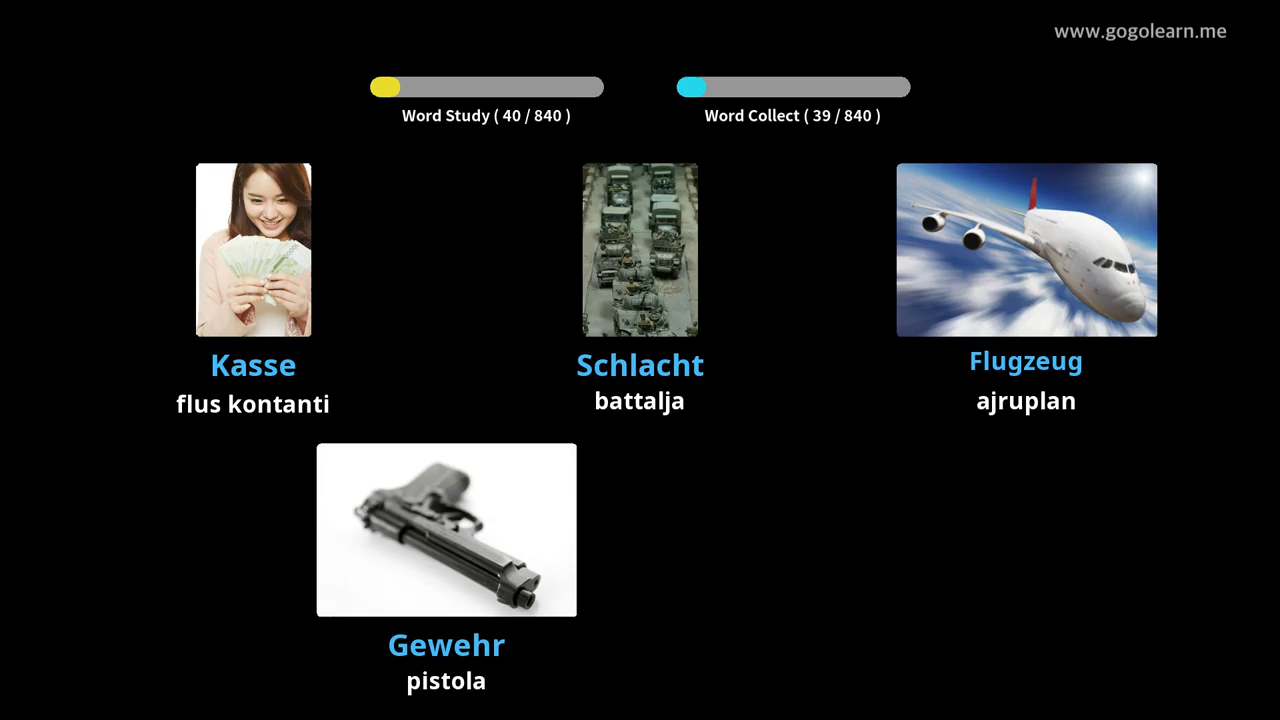 www.gogolearn.me
Word Study ( 40 / 840 )
Word Collect ( 39 / 840 )
Kasse
flus kontanti
Schlacht
battalja
Flugzeug
ajruplan
Gewehr
pistola